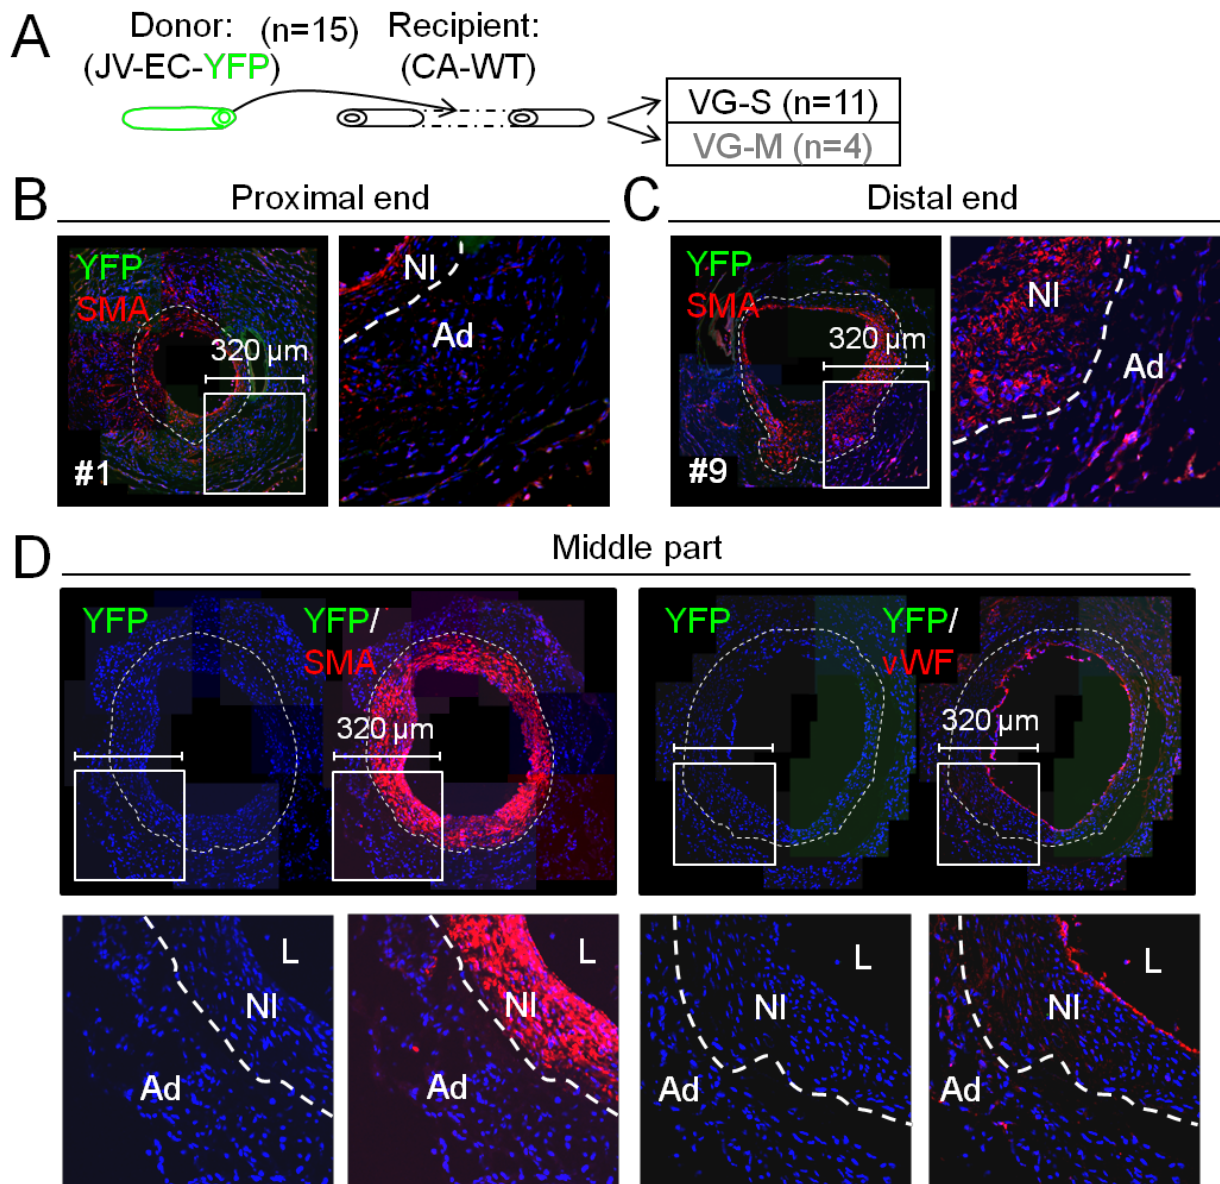 A
Donor: (n=15) Recipient:
(JV-EC-YFP) (CA-WT)
VG-S (n=11)
VG-M (n=4)
B
Proximal end
YFP
SMA
320 µm
#1
NI
Ad
C
Distal end
YFP
SMA
320 µm
#9
NI
Ad
D
Middle part
YFP
YFP/
SMA
320 µm
YFP
YFP/
vWF
320 µm
L
NI
Ad
L
NI
Ad
L
NI
Ad
L
NI
Ad